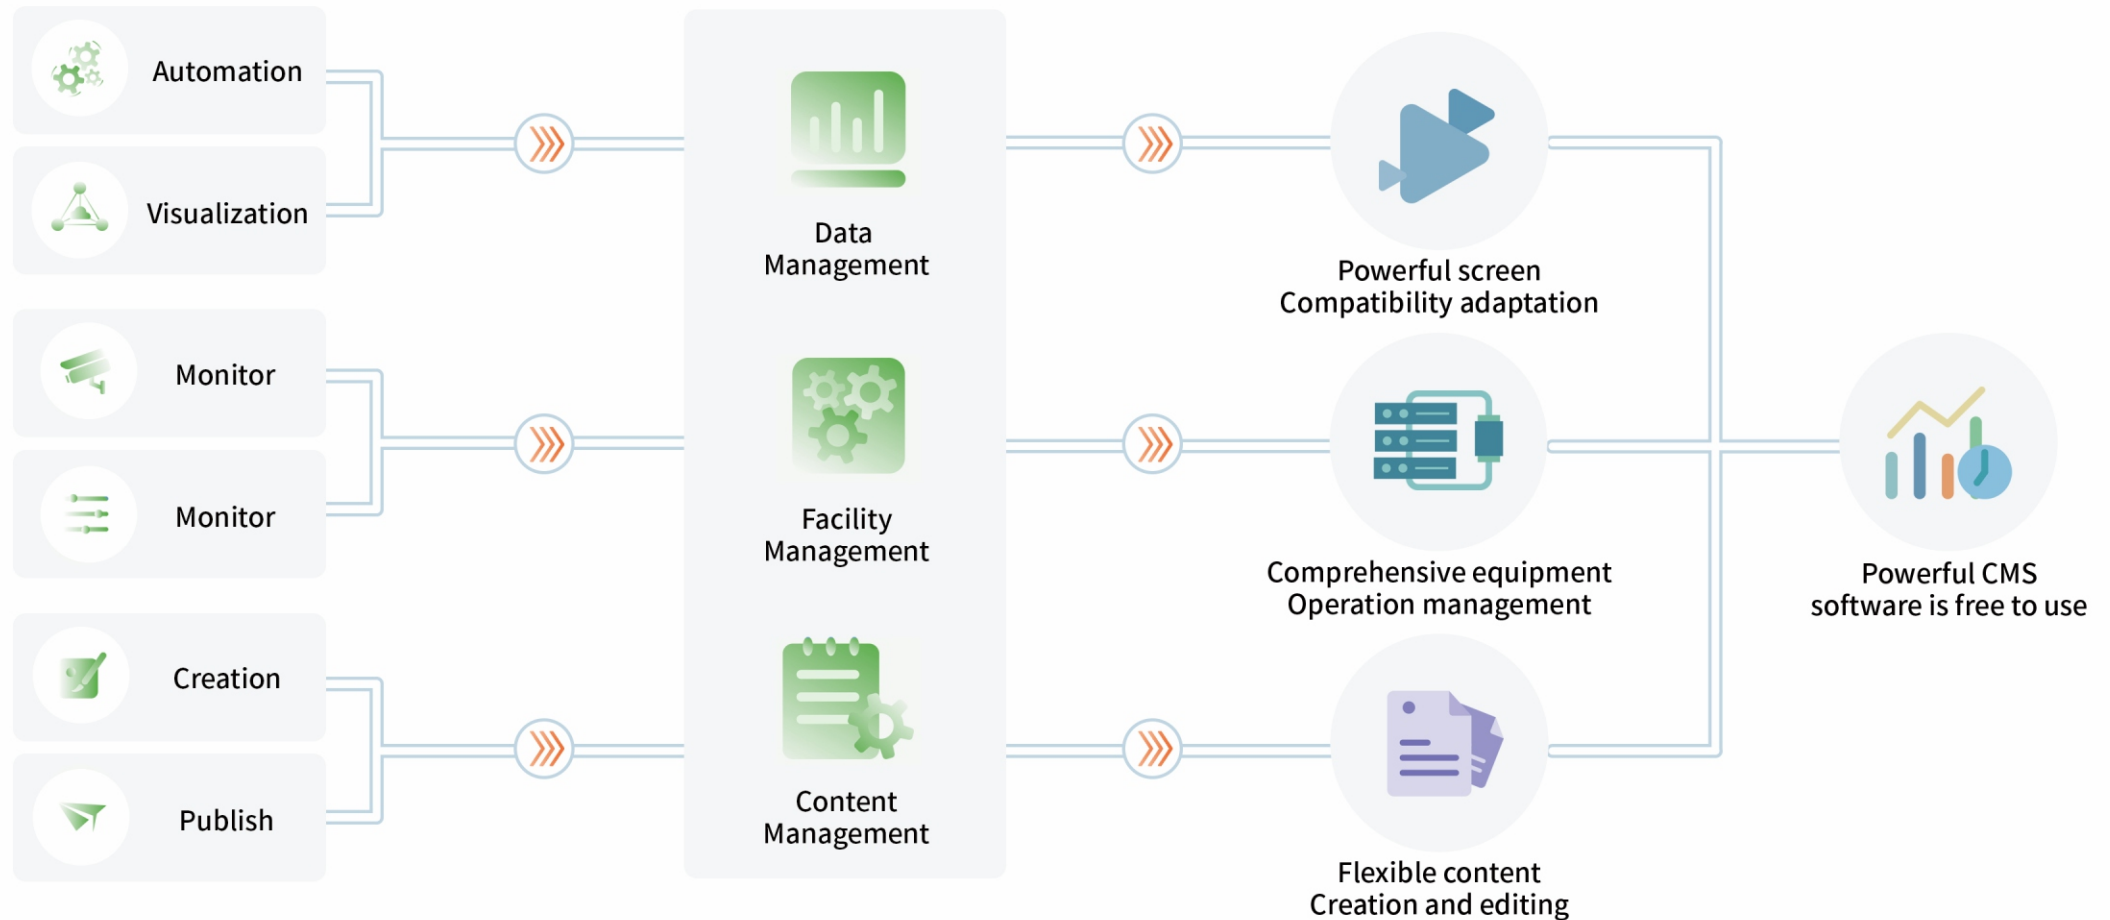 Automation
Visualization
Monitor
Monitor
Creation
Publish
Data
Management
Facility
Management
Content
Management
Powerful screen
Compatibility adaptation
Comprehensive equipment
Operation management
Flexible content
Creation and editing
Powerful CMS
software is free to use